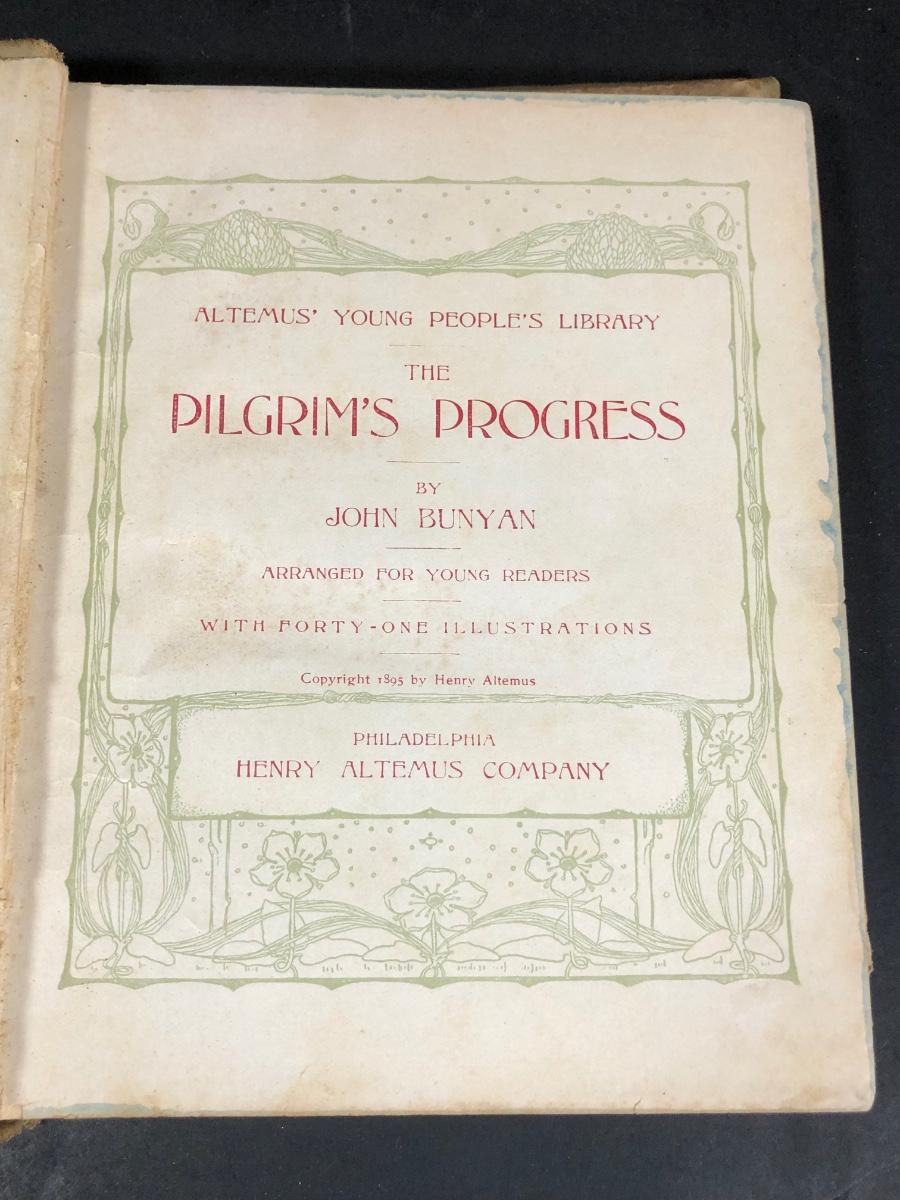 ALTEMUS' YOUNG PEOPLE'S LIBRARY
THE
PILGRIM'S PROGRESS
BY
JOHN BUNYAN
ARRANGED FOR YOUNG READERS
WITH FORTY-ONE ILLUSTRATIONS
Copyright 1895 by Henry Altemus
PHILADELPHIA
HENRY ALTEMUS COMPANY